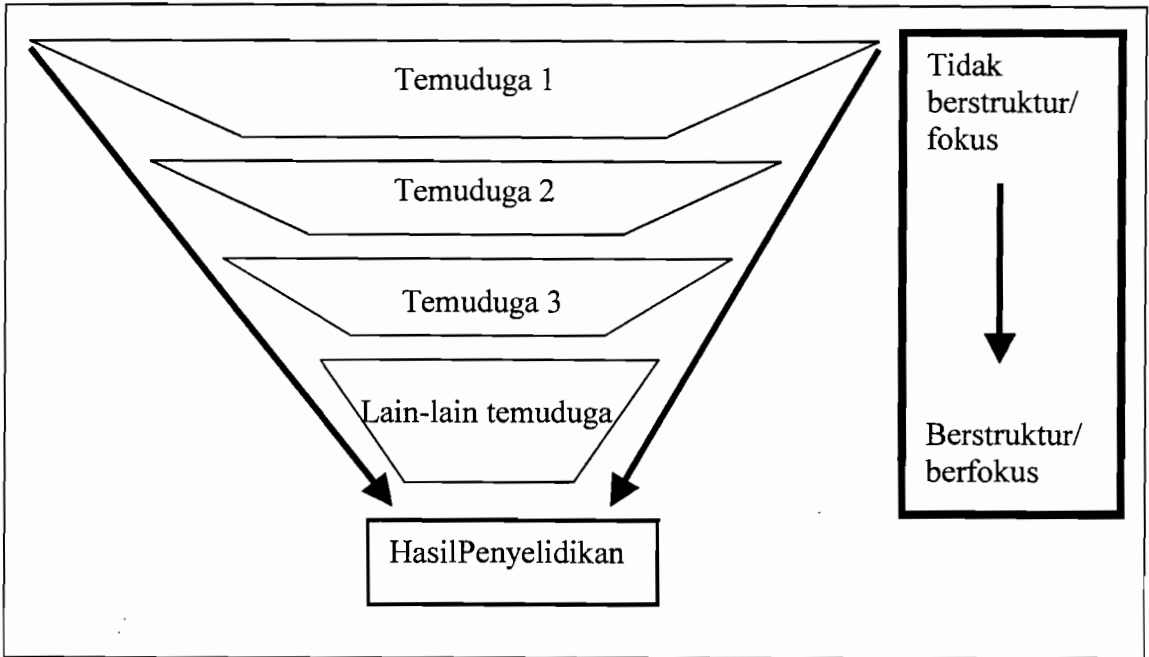 Temuduga 1
Temuduga 2
Temuduga 3
Lain-lain temuduga
HasilPenyelidikan
Tidak
berstruktur/
fokus
Berstruktur/
berfokus